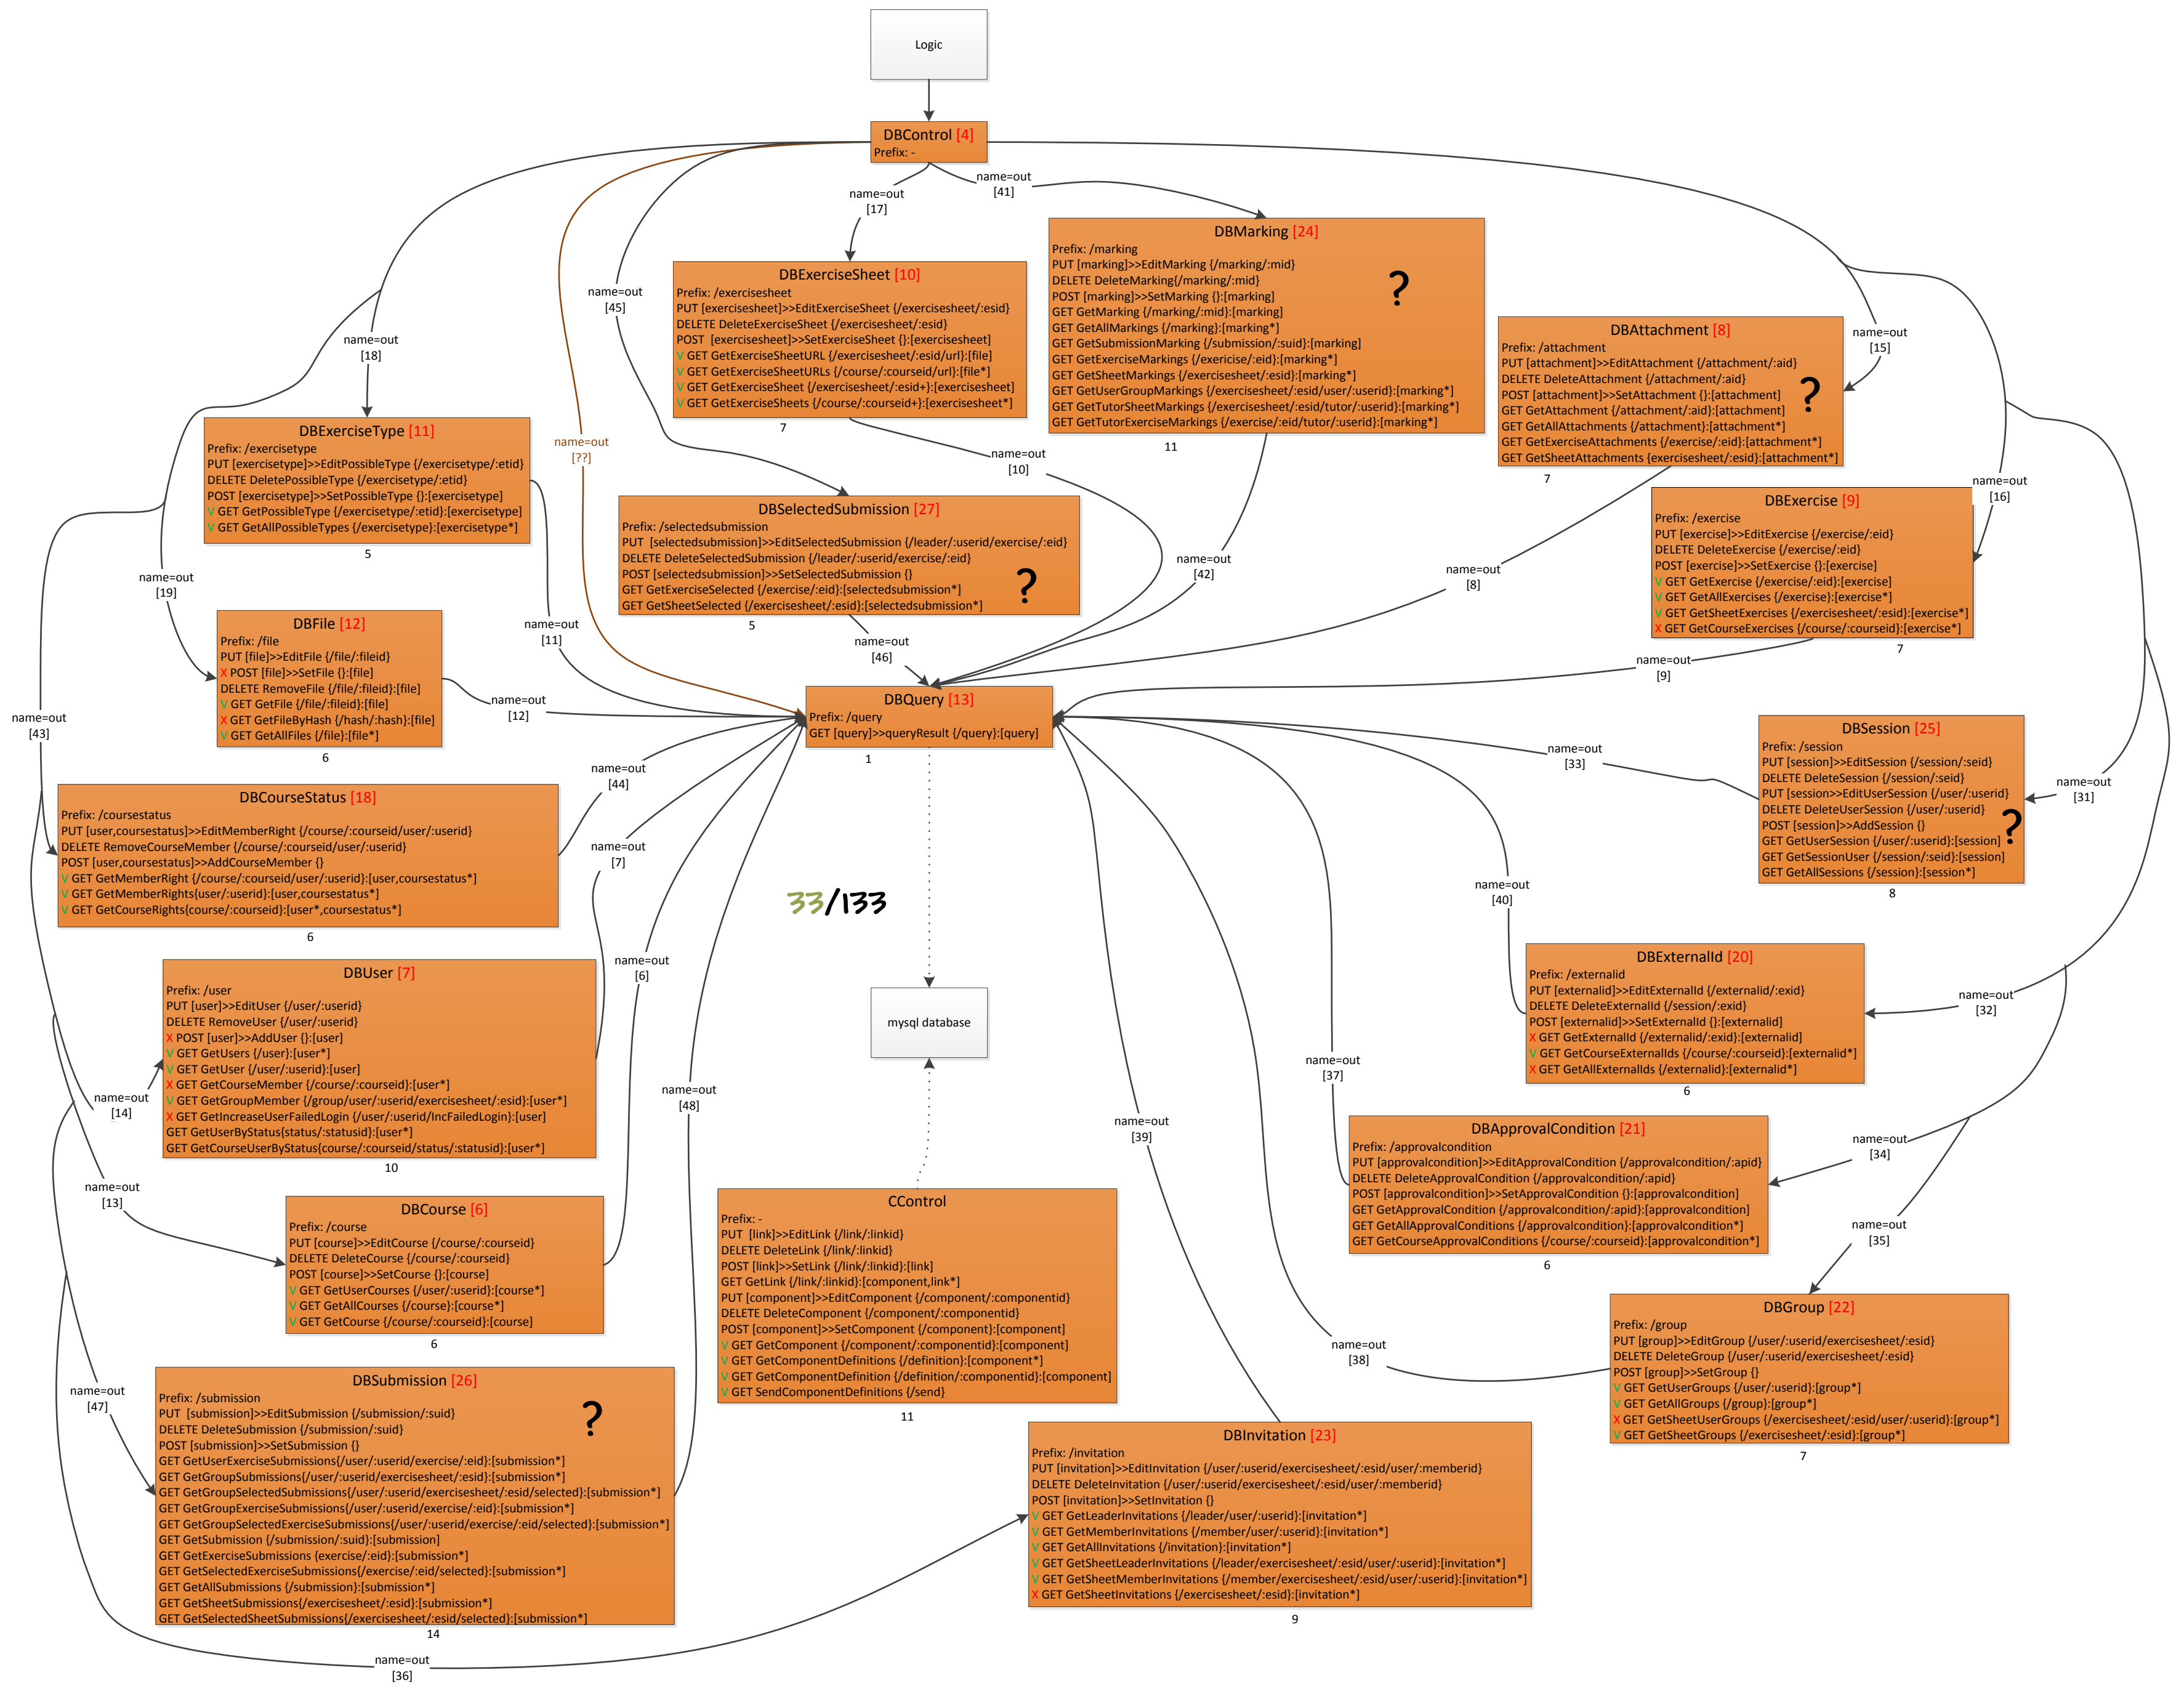 Logic
DBControl [4]
Prefix: -
name=out
[17]
name=out
[41]
name=out
[45]
name=out
[18]
name=out
[??]
name=out
[15]
name=out
[16]
DBMarking [24]
Prefix: /marking
PUT [marking]>>EditMarking {/marking/:mid}
DELETE DeleteMarking{/marking/:mid}
POST [marking]>>SetMarking {}:[marking]
GET GetMarking {/marking/:mid}:[marking]
GET GetAllMarkings {/marking}:[marking*]
GET GetSubmissionMarking {/submission/:suid}:[marking]
GET GetExerciseMarkings {/exericise/:eid}:[marking*]
GET GetSheetMarkings {/exercisesheet/:esid}:[marking*]
GET GetUserGroupMarkings {/exercisesheet/:esid/user/:userid}:[marking*]
GET GetTutorSheetMarkings {/exercisesheet/:esid/tutor/:userid}:[marking*]
GET GetTutorExerciseMarkings {/exercise/:eid/tutor/:userid}:[marking*]
?
11
DBExerciseSheet [10]
Prefix: /exercisesheet
PUT [exercisesheet]>>EditExerciseSheet {/exercisesheet/:esid}
DELETE DeleteExerciseSheet {/exercisesheet/:esid}
POST  [exercisesheet]>>SetExerciseSheet {}:[exercisesheet]
V GET GetExerciseSheetURL {/exercisesheet/:esid/url}:[file]
V GET GetExerciseSheetURLs {/course/:courseid/url}:[file*]
V GET GetExerciseSheet {/exercisesheet/:esid+}:[exercisesheet]
V GET GetExerciseSheets {/course/:courseid+}:[exercisesheet*]
7
name=out
[10]
DBAttachment [8]
Prefix: /attachment
PUT [attachment]>>EditAttachment {/attachment/:aid}
DELETE DeleteAttachment {/attachment/:aid}
POST [attachment]>>SetAttachment {}:[attachment]
GET GetAttachment {/attachment/:aid}:[attachment]
GET GetAllAttachments {/attachment}:[attachment*]
GET GetExerciseAttachments {/exercise/:eid}:[attachment*]
GET GetSheetAttachments {exercisesheet/:esid}:[attachment*]
?
7
DBExerciseType [11]
Prefix: /exercisetype
PUT [exercisetype]>>EditPossibleType {/exercisetype/:etid}
DELETE DeletePossibleType {/exercisetype/:etid}
POST [exercisetype]>>SetPossibleType {}:[exercisetype]
V GET GetPossibleType {/exercisetype/:etid}:[exercisetype]
V GET GetAllPossibleTypes {/exercisetype}:[exercisetype*]
5
DBSelectedSubmission [27]
Prefix: /selectedsubmission
PUT  [selectedsubmission]>>EditSelectedSubmission {/leader/:userid/exercise/:eid}
DELETE DeleteSelectedSubmission {/leader/:userid/exercise/:eid}
POST [selectedsubmission]>>SetSelectedSubmission {}
GET GetExerciseSelected {/exercise/:eid}:[selectedsubmission*]
GET GetSheetSelected {/exercisesheet/:esid}:[selectedsubmission*]
?
5
DBExercise [9]
Prefix: /exercise
PUT [exercise]>>EditExercise {/exercise/:eid}
DELETE DeleteExercise {/exercise/:eid}
POST [exercise]>>SetExercise {}:[exercise]
V GET GetExercise {/exercise/:eid}:[exercise]
V GET GetAllExercises {/exercise}:[exercise*]
V GET GetSheetExercises {/exercisesheet/:esid}:[exercise*]
X GET GetCourseExercises {/course/:courseid}:[exercise*]
7
name=out
[42]
name=out
[8]
name=out
[19]
name=out
[11]
name=out
[46]
name=out
[9]
DBFile [12]
Prefix: /file
PUT [file]>>EditFile {/file/:fileid}
X POST [file]>>SetFile {}:[file]
DELETE RemoveFile {/file/:fileid}:[file]
V GET GetFile {/file/:fileid}:[file]
X GET GetFileByHash {/hash/:hash}:[file]
V GET GetAllFiles {/file}:[file*]
6
name=out
[12]
name=out
[43]
DBQuery [13]
Prefix: /query
GET [query]>>queryResult {/query}:[query]
1
name=out
[33]
DBSession [25]
Prefix: /session
PUT [session]>>EditSession {/session/:seid}
DELETE DeleteSession {/session/:seid}
PUT [session>>EditUserSession {/user/:userid}
DELETE DeleteUserSession {/user/:userid}
POST [session]>>AddSession {}
GET GetUserSession {/user/:userid}:[session]
GET GetSessionUser {/session/:seid}:[session]
GET GetAllSessions {/session}:[session*]
?
8
name=out
[31]
name=out
[44]
DBCourseStatus [18]
Prefix: /coursestatus
PUT [user,coursestatus]>>EditMemberRight {/course/:courseid/user/:userid}
DELETE RemoveCourseMember {/course/:courseid/user/:userid}
POST [user,coursestatus]>>AddCourseMember {}
V GET GetMemberRight {/course/:courseid/user/:userid}:[user,coursestatus*]
V GET GetMemberRights{user/:userid}:[user,coursestatus*]
V GET GetCourseRights{course/:courseid}:[user*,coursestatus*]
6
name=out
[7]
33/133
name=out
[40]
name=out
[6]
DBUser [7]
Prefix: /user
PUT [user]>>EditUser {/user/:userid}
DELETE RemoveUser {/user/:userid}
X POST [user]>>AddUser {}:[user]
V GET GetUsers {/user}:[user*]
V GET GetUser {/user/:userid}:[user]
X GET GetCourseMember {/course/:courseid}:[user*]
V GET GetGroupMember {/group/user/:userid/exercisesheet/:esid}:[user*]
X GET GetIncreaseUserFailedLogin {/user/:userid/IncFailedLogin}:[user]
GET GetUserByStatus{status/:statusid}:[user*]
GET GetCourseUserByStatus{course/:courseid/status/:statusid}:[user*]
10
mysql database
DBExternalId [20]
Prefix: /externalid
PUT [externalid]>>EditExternalId {/externalid/:exid}
DELETE DeleteExternalId {/session/:exid}
POST [externalid]>>SetExternalId {}:[externalid]
X GET GetExternalId {/externalid/:exid}:[externalid]
V GET GetCourseExternalIds {/course/:courseid}:[externalid*]
X GET GetAllExternalIds {/externalid}:[externalid*]
6
name=out
[32]
name=out
[37]
name=out
[14]
name=out
[48]
name=out
[39]
DBApprovalCondition [21]
Prefix: /approvalcondition
PUT [approvalcondition]>>EditApprovalCondition {/approvalcondition/:apid}
DELETE DeleteApprovalCondition {/approvalcondition/:apid}
POST [approvalcondition]>>SetApprovalCondition {}:[approvalcondition]
GET GetApprovalCondition {/approvalcondition/:apid}:[approvalcondition]
GET GetAllApprovalConditions {/approvalcondition}:[approvalcondition*]
GET GetCourseApprovalConditions {/course/:courseid}:[approvalcondition*]
6
name=out
[34]
name=out
[13]
DBCourse [6]
Prefix: /course
PUT [course]>>EditCourse {/course/:courseid}
DELETE DeleteCourse {/course/:courseid}
POST [course]>>SetCourse {}:[course]
V GET GetUserCourses {/user/:userid}:[course*]
V GET GetAllCourses {/course}:[course*]
V GET GetCourse {/course/:courseid}:[course]
6
CControl
Prefix: -
PUT  [link]>>EditLink {/link/:linkid}
DELETE DeleteLink {/link/:linkid}
POST [link]>>SetLink {/link/:linkid}:[link]
GET GetLink {/link/:linkid}:[component,link*]
PUT [component]>>EditComponent {/component/:componentid}
DELETE DeleteComponent {/component/:componentid}
POST [component]>>SetComponent {/component}:[component]
V GET GetComponent {/component/:componentid}:[component]
V GET GetComponentDefinitions {/definition}:[component*]
V GET GetComponentDefinition {/definition/:componentid}:[component]
V GET SendComponentDefinitions {/send}
11
name=out
[35]
name=out
[38]
DBGroup [22]
Prefix: /group
PUT [group]>>EditGroup {/user/:userid/exercisesheet/:esid}
DELETE DeleteGroup {/user/:userid/exercisesheet/:esid}
POST [group]>>SetGroup {}
V GET GetUserGroups {/user/:userid}:[group*]
V GET GetAllGroups {/group}:[group*]
X GET GetSheetUserGroups {/exercisesheet/:esid/user/:userid}:[group*]
V GET GetSheetGroups {/exercisesheet/:esid}:[group*]
7
name=out
[47]
DBSubmission [26]
Prefix: /submission
PUT  [submission]>>EditSubmission {/submission/:suid}
DELETE DeleteSubmission {/submission/:suid}
POST [submission]>>SetSubmission {}
GET GetUserExerciseSubmissions{/user/:userid/exercise/:eid}:[submission*]
GET GetGroupSubmissions{/user/:userid/exercisesheet/:esid}:[submission*]
GET GetGroupSelectedSubmissions{/user/:userid/exercisesheet/:esid/selected}:[submission*]
GET GetGroupExerciseSubmissions{/user/:userid/exercise/:eid}:[submission*]
GET GetGroupSelectedExerciseSubmissions{/user/:userid/exercise/:eid/selected}:[submission*]
GET GetSubmission {/submission/:suid}:[submission]
GET GetExerciseSubmissions {exercise/:eid}:[submission*]
GET GetSelectedExerciseSubmissions{/exercise/:eid/selected}:[submission*]
GET GetAllSubmissions {/submission}:[submission*]
GET GetSheetSubmissions{/exercisesheet/:esid}:[submission*]
GET GetSelectedSheetSubmissions{/exercisesheet/:esid/selected}:[submission*]
?
14
DBInvitation [23]
Prefix: /invitation
PUT [invitation]>>EditInvitation {/user/:userid/exercisesheet/:esid/user/:memberid}
DELETE DeleteInvitation {/user/:userid/exercisesheet/:esid/user/:memberid}
POST [invitation]>>SetInvitation {}
V GET GetLeaderInvitations {/leader/user/:userid}:[invitation*]
V GET GetMemberInvitations {/member/user/:userid}:[invitation*]
V GET GetAllInvitations {/invitation}:[invitation*]
V GET GetSheetLeaderInvitations {/leader/exercisesheet/:esid/user/:userid}:[invitation*]
V GET GetSheetMemberInvitations {/member/exercisesheet/:esid/user/:userid}:[invitation*]
X GET GetSheetInvitations {/exercisesheet/:esid}:[invitation*]
9
name=out
[36]